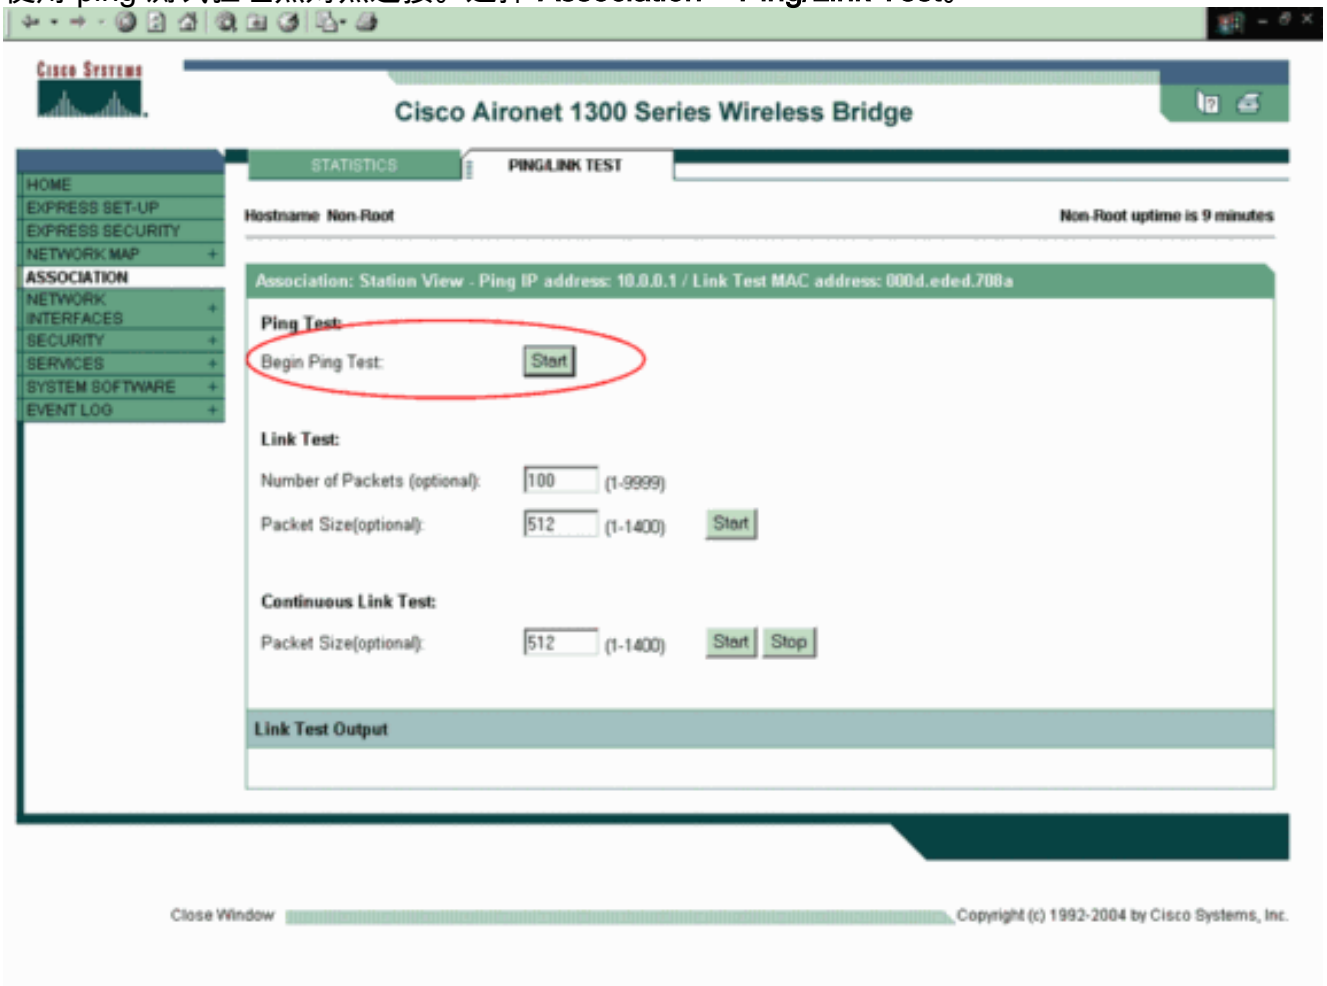 Association > Ping/Link Test。
CISCO SYSTEMS
Cisco Aironet 1300 Series Wireless Bridge
STATISTICS
PING/LINK TEST
HOME
EXPRESS SET-UP
EXPRESS SECURITY
NETWORK MAP +
ASSOCIATION
NETWORK
INTERFACES +
SECURITY +
SERVICES +
SYSTEM SOFTWARE +
EVENT LOG +
Hostname Non-Root
Non-Root uptime is 9 minutes
Association: Station View - Ping IP address: 10.0.0.1 / Link Test MAC address: 000d.eded.708a
Ping Test:
Begin Ping Test: Start
Link Test:
Number of Packets (optional): 100 (1-9999)
Packet Size(optional): 512 (1-1400) Start
Continuous Link Test:
Packet Size(optional): 512 (1-1400) Start Stop
Link Test Output
Close Window
Copyright (c) 1992-2004 by Cisco Systems, Inc.